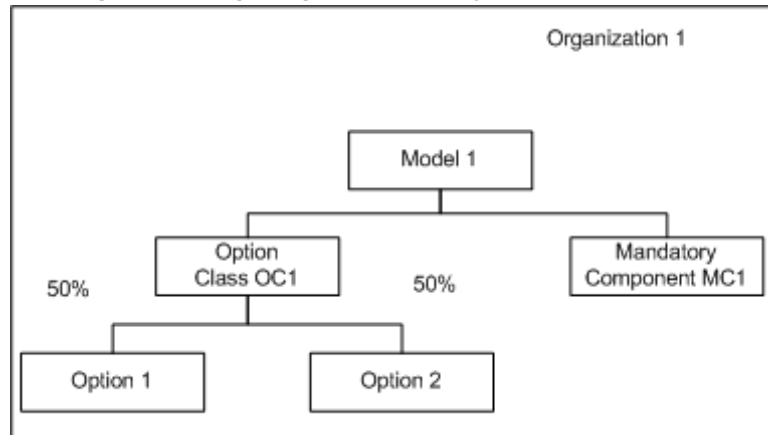 Organization 1
Model 1
Option
Class OC1
Mandatory
Component MC1
50%
50%
Option 1
Option 2